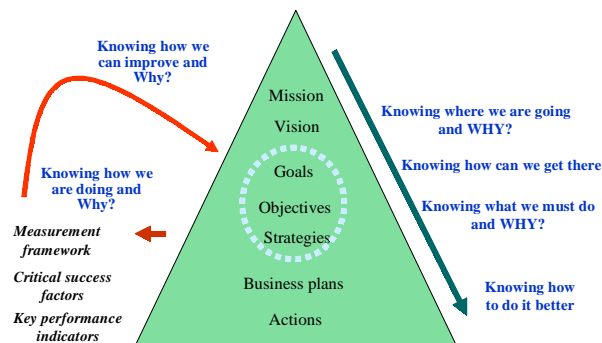 Knowing how we
can improve and
Why?
Knowing how we
are doing and
Why?
Measurement
framework
Critical success
factors
Key performance
indicators
Mission
Vision
Goals
Objectives
Strategies
Business plans
Actions
Knowing where we are going
and WHY?
Knowing how can we get there
Knowing what we must do
and WHY?
Knowing how
to do it better